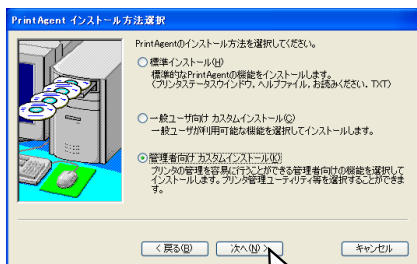 PrintAgent インストール方法選択
PrintAgentのインストール方法を選択してください。
標準インストール(H)
標準的なPrintAgentの機能をインストールします。
(プリンタステータスウィンドウ、ヘルプファイル、お読みください.TXT)
一般ユーザ向け カスタムインストール(C)
一般ユーザが利用可能な機能を選択してインストールします。
管理者向け カスタムインストール(K)
プリンタの管理を容易に行うことができる管理者向けの機能を選択して
インストールします。プリンタ管理ユーティリティ等を選択することができま
す。
< 戻る(B)
次へ(N) >
キャンセル